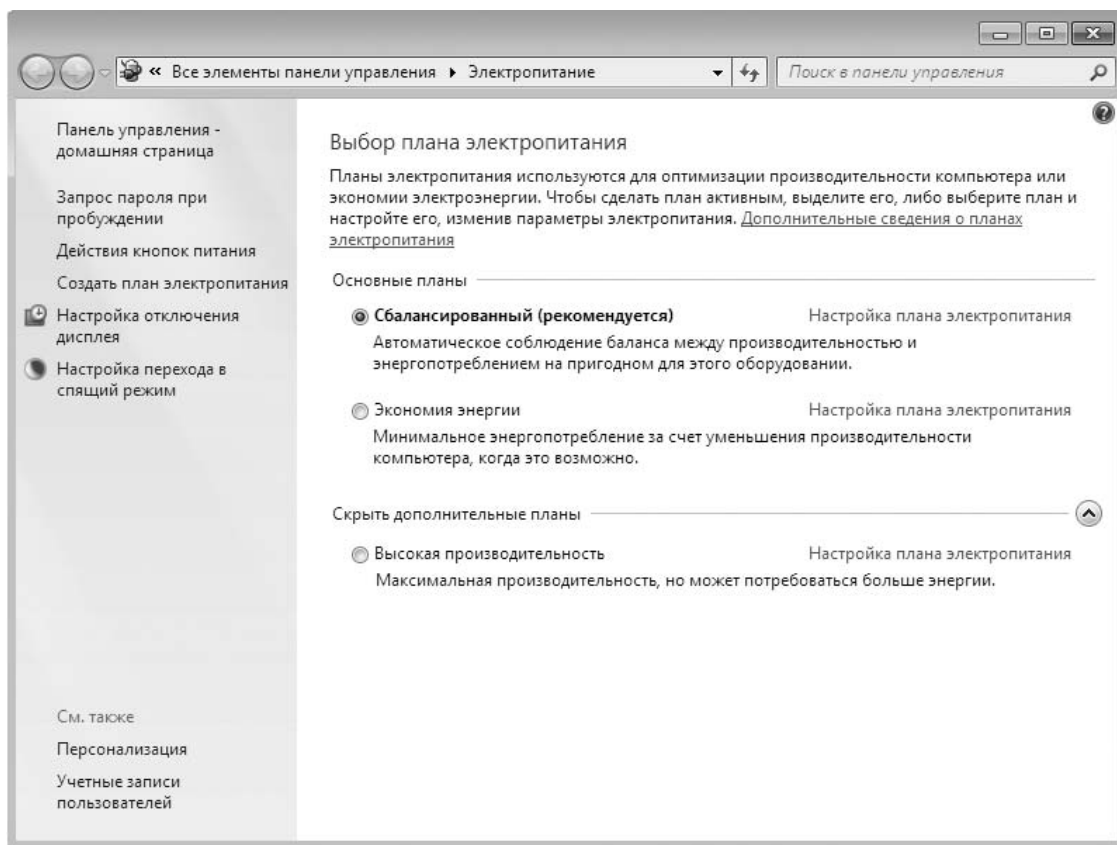 « Все элементы панели управления ▸ Электропитание
Поиск в панели управления
Панель управления -
домашняя страница
Запрос пароля при
пробуждении
Действия кнопок питания
Создать план электропитания
Настройка отключения
дисплея
Настройка перехода в
спящий режим
См. также
Персонализация
Учетные записи
пользователей
Выбор плана электропитания
Планы электропитания используются для оптимизации производительности компьютера или
экономии электроэнергии. Чтобы сделать план активным, выделите его, либо выберите план и
настройте его, изменив параметры электропитания. Дополнительные сведения о планах
электропитания
Основные планы
Сбалансированный (рекомендуется) Настройка плана электропитания
Автоматическое соблюдение баланса между производительностью и
энергопотреблением на пригодном для этого оборудовании.
Экономия энергии Настройка плана электропитания
Минимальное энергопотребление за счет уменьшения производительности
компьютера, когда это возможно.
Скрыть дополнительные планы
Высокая производительность Настройка плана электропитания
Максимальная производительность, но может потребоваться больше энергии.